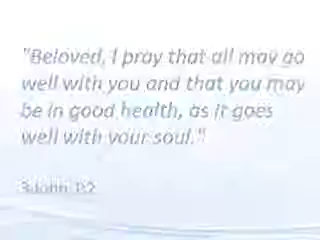 "Beloved, I pray that all may go
well with you and that you may
be in good health, as it goes
well with your soul."
3 John 1:2